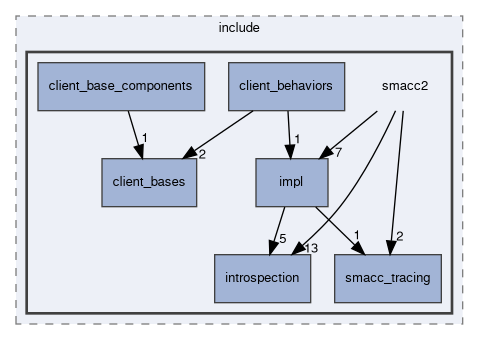 include
client_base_components
client_behaviors
smacc2
1
2
1
7
client_bases
impl
5
13
1
2
introspection
smacc_tracing